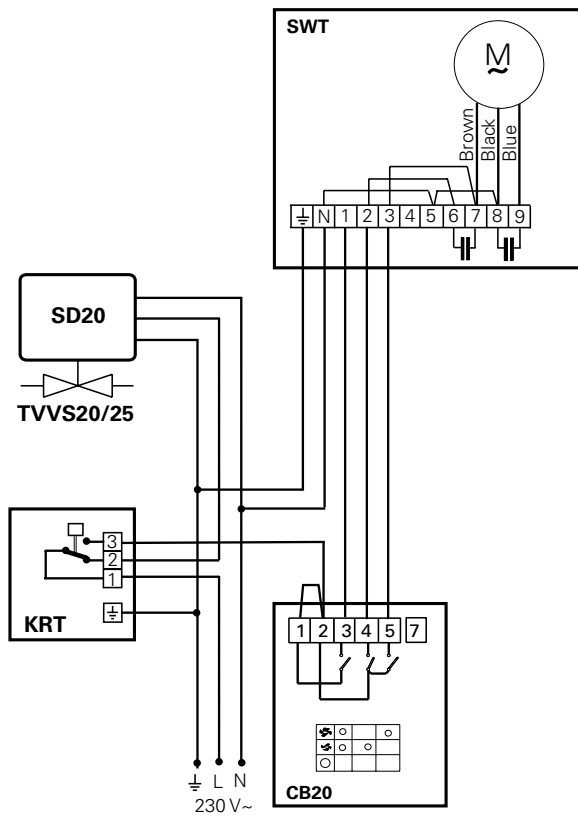 SWT
M
~
Brown
Black
Blue
N 1 2 3 4 5 6 7 8 9
SD20
TVVS20/25
3
2
1
KRT
1 2 3 4 5 7
L N
230 V~
CB20